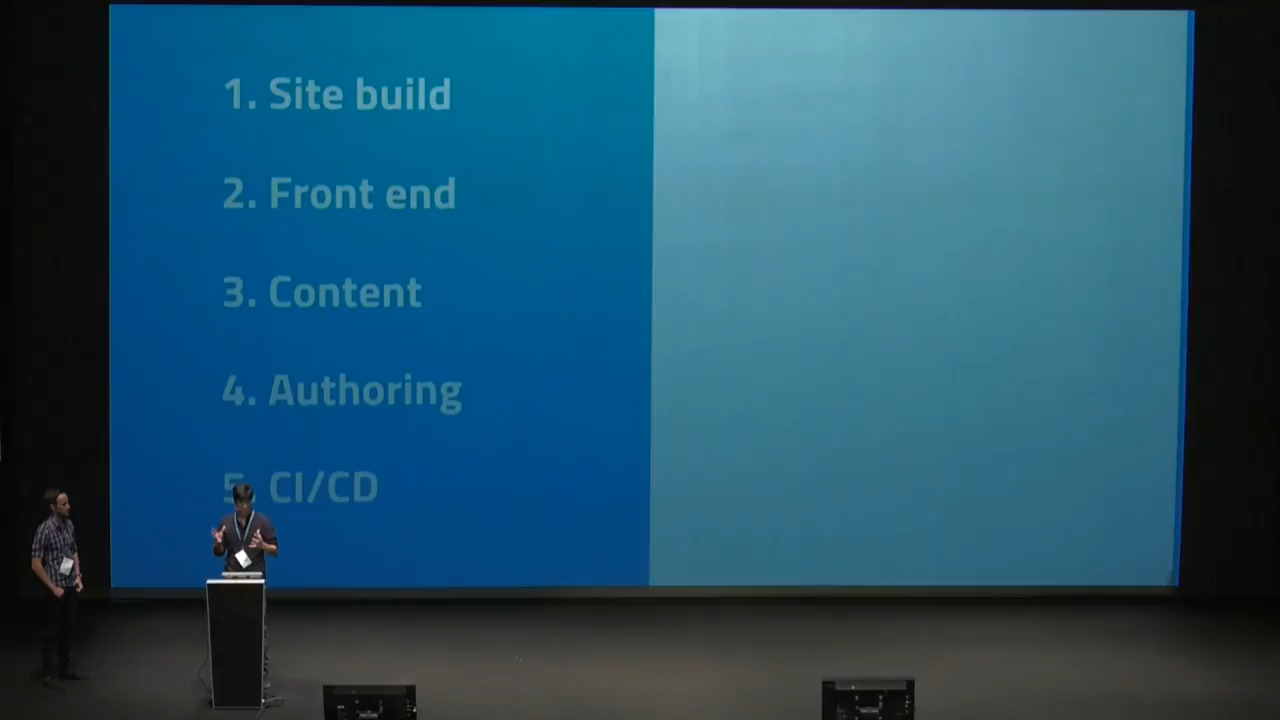 1. Site build
2. Front end
3. Content
4. Authoring
5. CI/CD